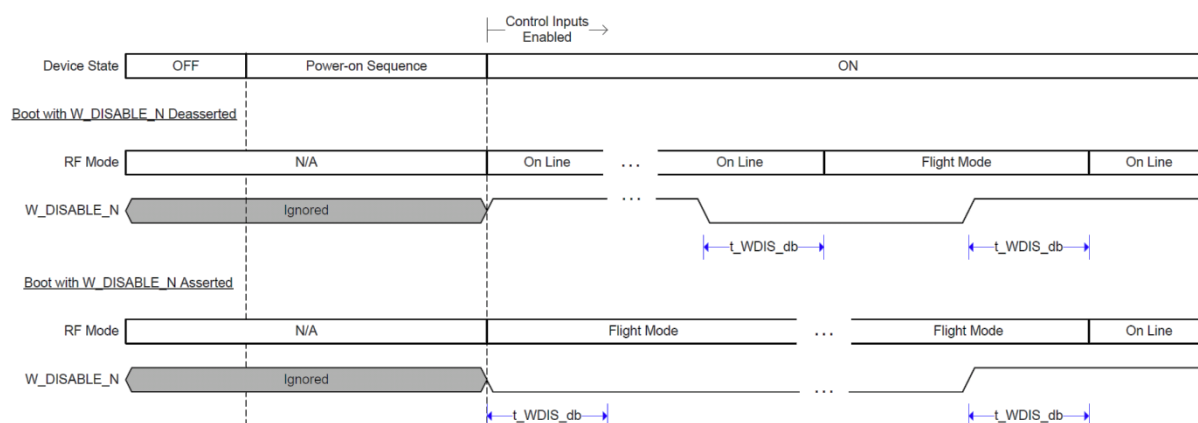 Control Inputs
Enabled
Device State OFF Power-on Sequence ON
Boot with W_DISABLE_N Deasserted
RF Mode N/A On Line ... On Line Flight Mode On Line
W_DISABLE_N Ignored ...
t_WDIS_db t_WDIS_db
Boot with W_DISABLE_N Asserted
RF Mode N/A Flight Mode ... Flight Mode On Line
W_DISABLE_N Ignored ...
t_WDIS_db t_WDIS_db